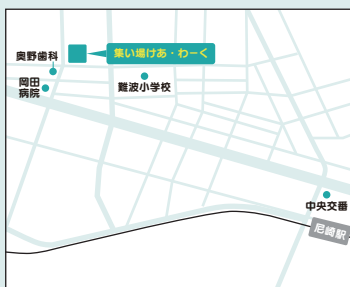 集い場けあ・わーく
奥野歯科
岡田
病院
難波小学校
中央交番
尼崎駅